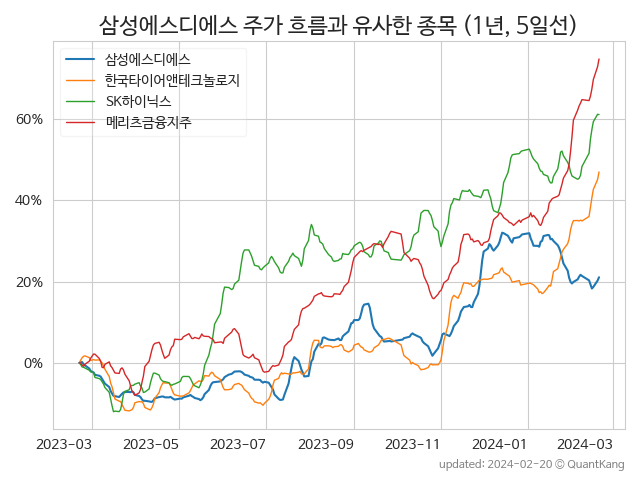 삼성에스디에스 주가 흐름과 유사한 종목 (1년, 5일선)
삼성에스디에스
한국타이어앤테크놀로지
SK하이닉스
메리츠금융지주
60%
40%
20%
0%
2023-03 2023-05 2023-07 2023-09 2023-11 2024-01 2024-03
updated: 2024-02-20 © QuantKang